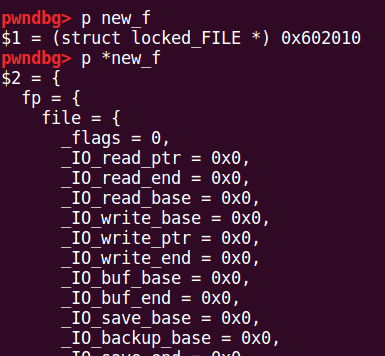 pwndbg> p new_f
$1 = (struct locked_FILE *) 0x602010
pwndbg> p *new_f
$2 = {
  fp = {
    file = {
      _flags = 0,
      _IO_read_ptr = 0x0,
      _IO_read_end = 0x0,
      _IO_read_base = 0x0,
      _IO_write_base = 0x0,
      _IO_write_ptr = 0x0,
      _IO_write_end = 0x0,
      _IO_buf_base = 0x0,
      _IO_buf_end = 0x0,
      _IO_save_base = 0x0,
      _IO_backup_base = 0x0,